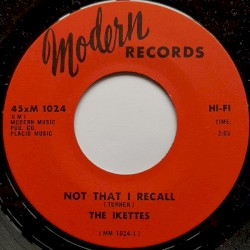 Modern
RECORDS
45xM 1024
HI-FI
BMI
MODERN MUSIC
PUB. CO.
PLACID MUSIC
TIME:
2:05
NOT THAT I RECALL
(TURNER)
THE IKETTES
(MM 1024-1)